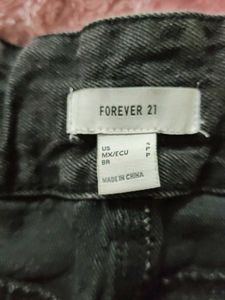 FOREVER 21
US
MX/ECU P
BR P
MADE IN CHINA